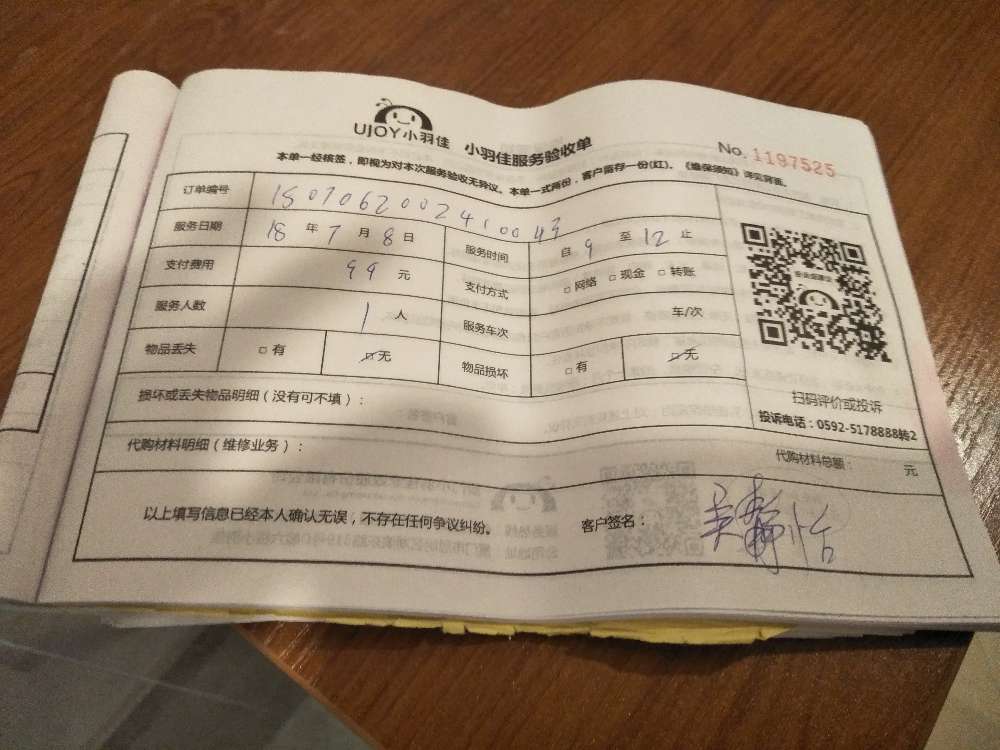 UJOY小羽佳 小羽佳服务验收单 No. 1197525
本单一经核签，即视为对本次服务验收无异议。本单一式两份，客户留存一份(红)。《维保须知》详见背面。
订单编号 1807062002410043
服务日期 18 年 7 月 8 日 服务时间 自 9 至 12 止
支付费用 99 元 支付方式 □ 网络 □ 现金 □ 转账
服务人数 1 人 服务车次 车/次
物品丢失 □ 有 □ 无 物品损坏 □ 有 □ 无
损坏或丢失物品明细（没有可不填）：
扫码评价或投诉
投诉电话：0592-5178888转2
代购材料明细（维修业务）： 代购材料总额： 元
以上填写信息已经本人确认无误，不存在任何争议纠纷。 客户签名：